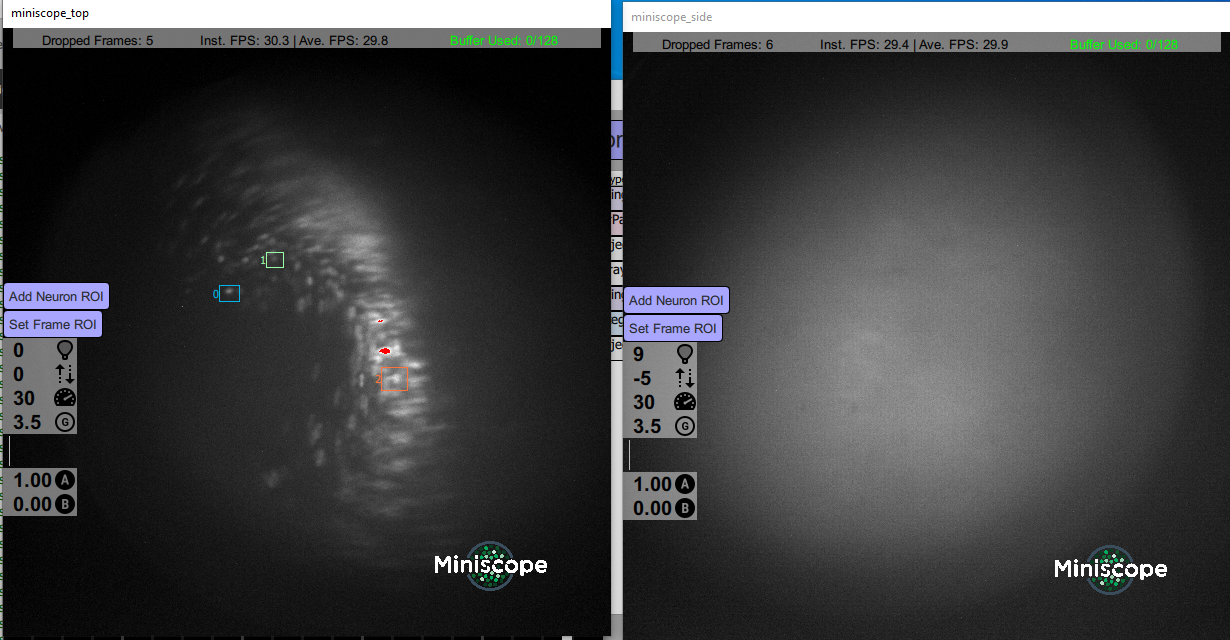 miniscope_top
Dropped Frames: 5 Inst. FPS: 30.3 | Ave. FPS: 29.8 Buffer Used: 0/128
1
0
Add Neuron ROI
Set Frame ROI
0
0
30
3.5 G
2
1.00 A
0.00 B
Miniscope
miniscope_side
Dropped Frames: 6 Inst. FPS: 29.4 | Ave. FPS: 29.9 Buffer Used: 0/128
Add Neuron ROI
Set Frame ROI
9
-5
30
3.5 G
1.00 A
0.00 B
Miniscope